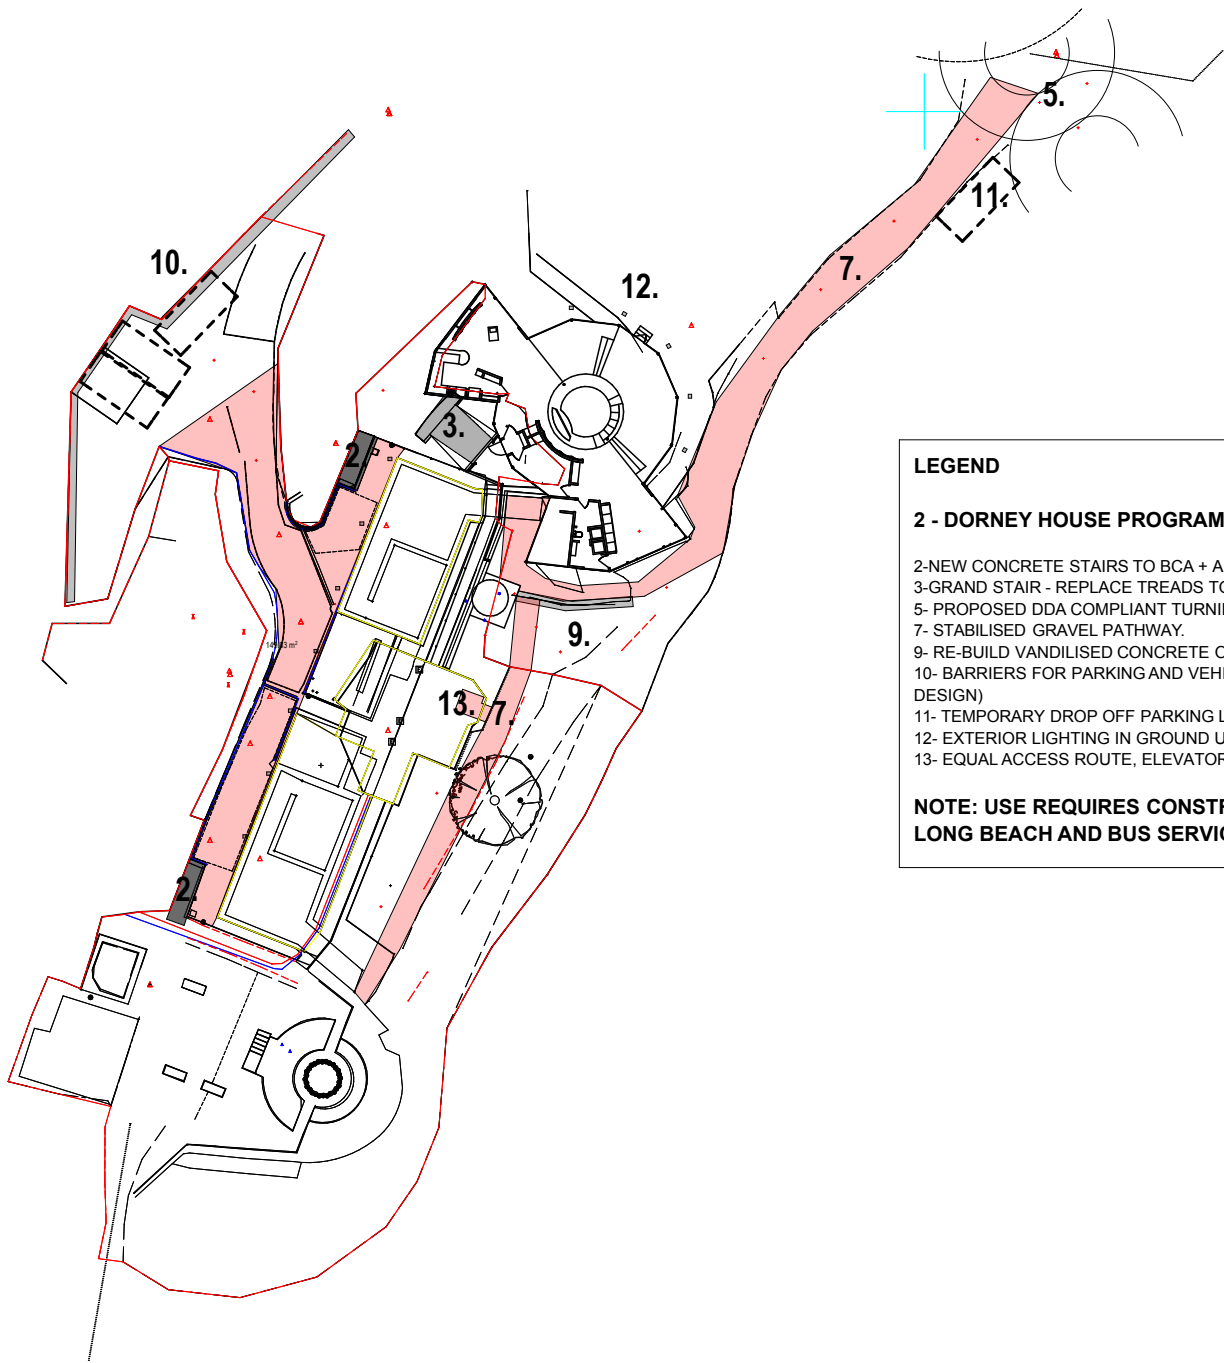 5.
11.
10.
7.
12.
3.
2.
LEGEND
2 - DORNEY HOUSE PROGRAM
2-NEW CONCRETE STAIRS TO BCA + A
3-GRAND STAIR - REPLACE TREADS TO
5- PROPOSED DDA COMPLIANT TURNI
7- STABILISED GRAVEL PATHWAY.
9- RE-BUILD VANDILISED CONCRETE O
10- BARRIERS FOR PARKING AND VEHI
DESIGN)
11- TEMPORARY DROP OFF PARKING L
12- EXTERIOR LIGHTING IN GROUND U
13- EQUAL ACCESS ROUTE, ELEVATOR
NOTE: USE REQUIRES CONSTR
LONG BEACH AND BUS SERVIC
9.
13.
7.
2.